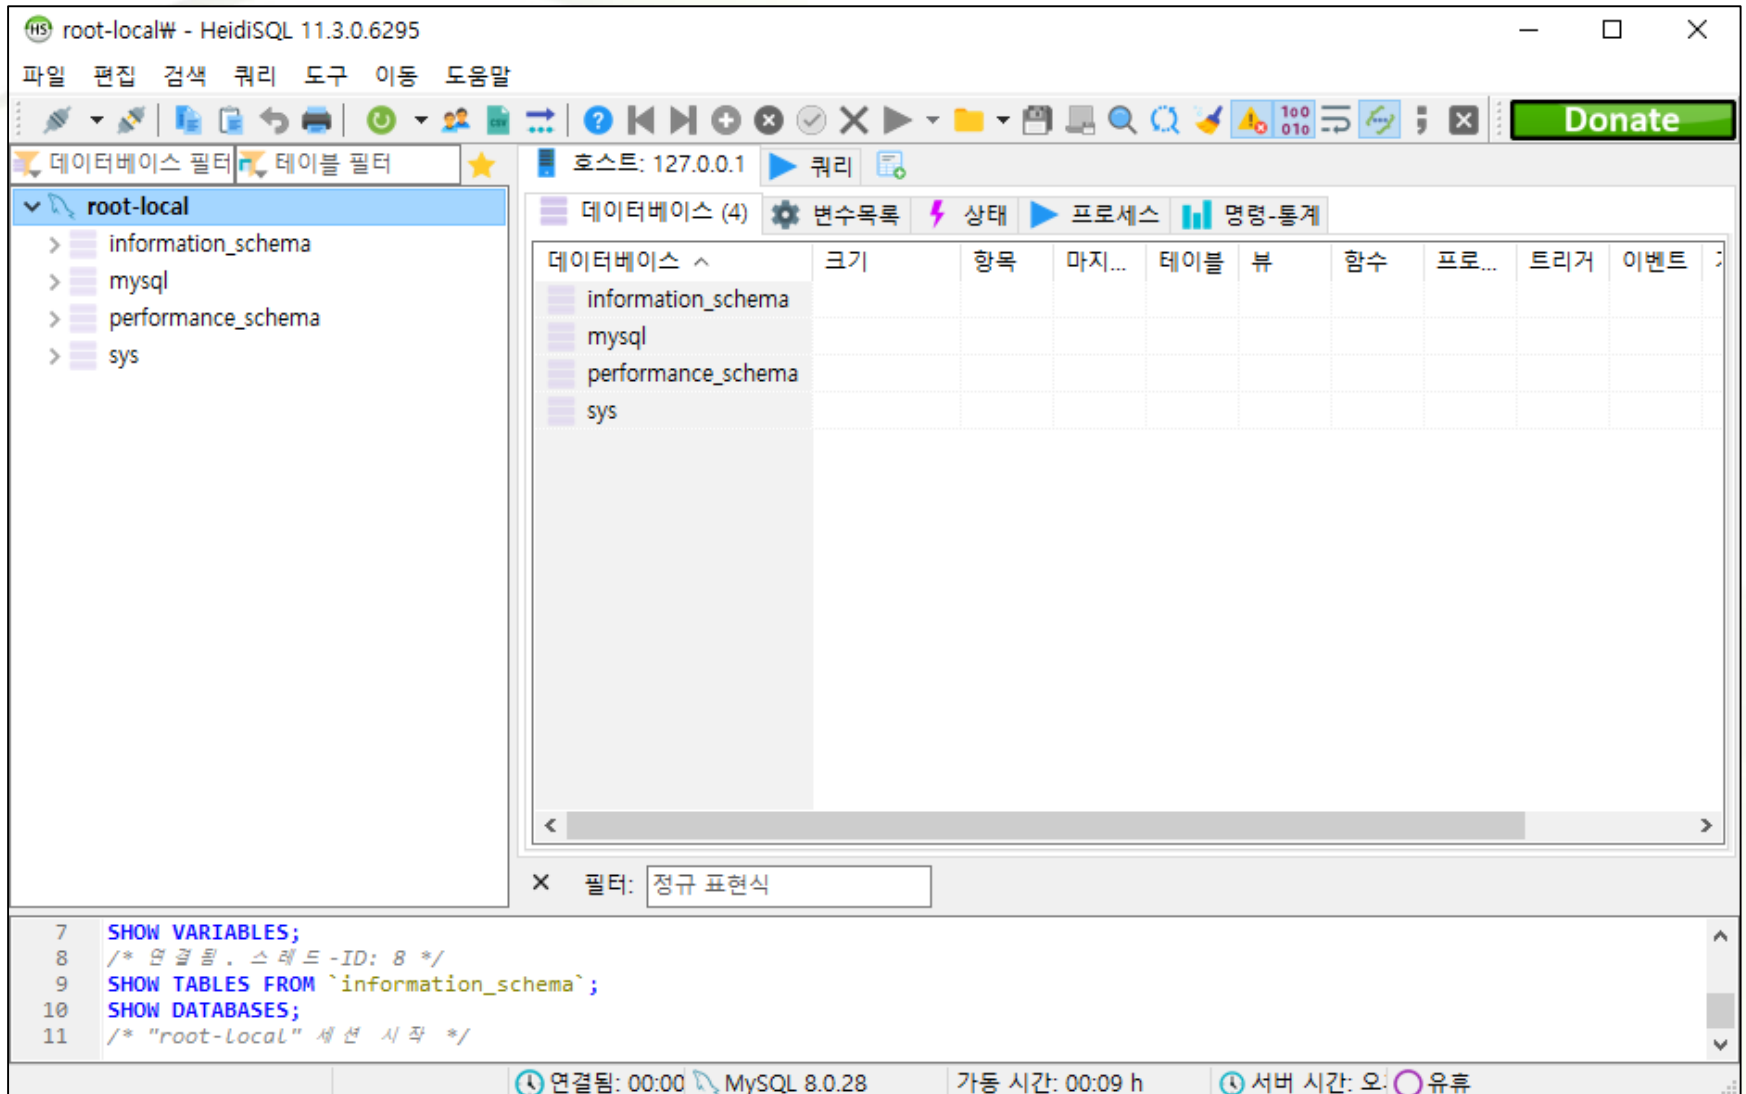 root-local₩ - HeidiSQL 11.3.0.6295
파일 편집 검색 쿼리 도구 이동 도움말
Donate
데이터베이스 필터 테이블 필터
호스트: 127.0.0.1 쿼리
root-local
information_schema
mysql
performance_schema
sys
데이터베이스 (4) 변수목록 상태 프로세스 명령-통계
데이터베이스 크기 항목 마지... 테이블 뷰 함수 프로... 트리거 이벤트
information_schema
mysql
performance_schema
sys
필터: 정규 표현식
7 SHOW VARIABLES;
8 /* 연결됨. 스레드-ID: 8 */
9 SHOW TABLES FROM `information_schema`;
10 SHOW DATABASES;
11 /* "root-local" 세션 시작 */
연결됨: 00:00 MySQL 8.0.28 가동 시간: 00:09 h 서버 시간: 오 유휴